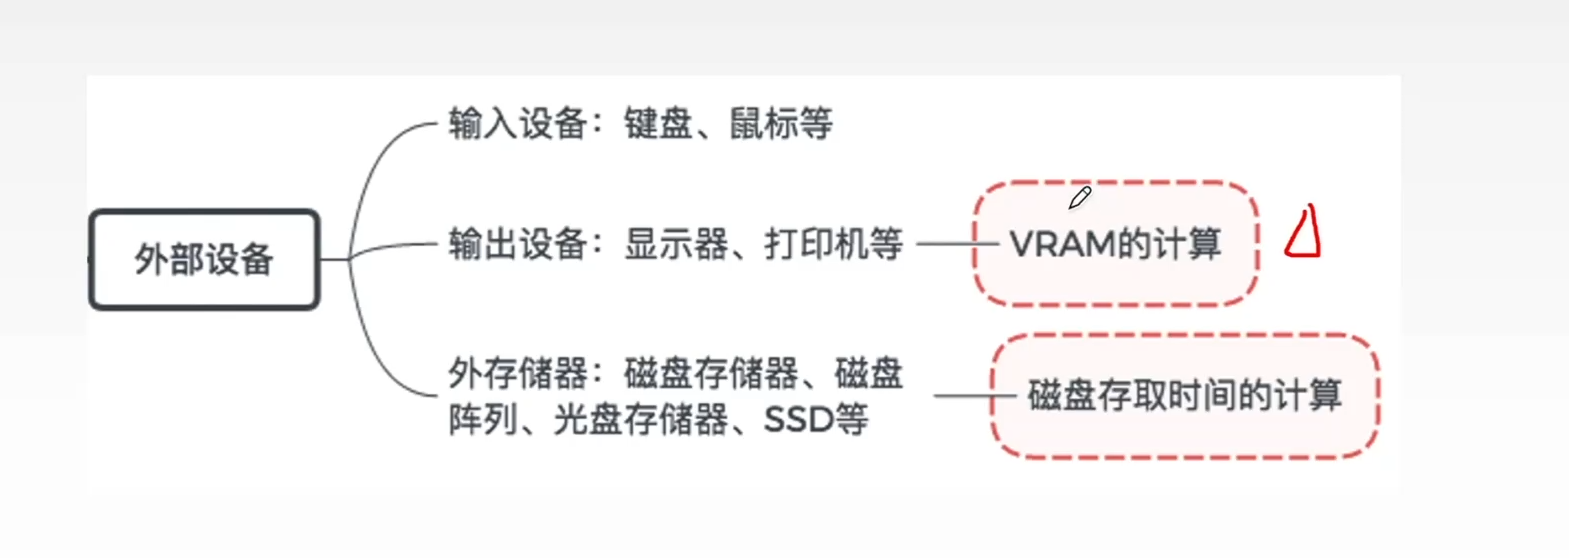 输入设备：键盘、鼠标等
外部设备
输出设备：显示器、打印机等
VRAM的计算
外存储器：磁盘存储器、磁盘
阵列、光盘存储器、SSD等
磁盘存取时间的计算